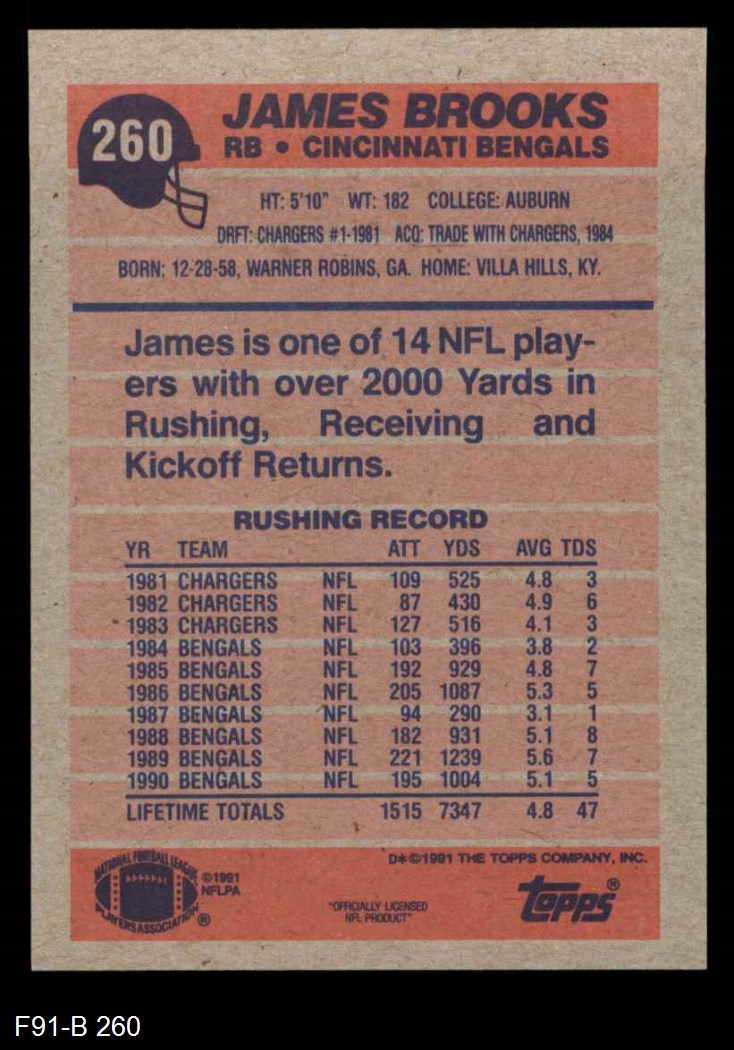 260
JAMES BROOKS
RB • CINCINNATI BENGALS
HT: 5'10" WT: 182 COLLEGE: AUBURN
DRFT: CHARGERS #1-1981 ACQ: TRADE WITH CHARGERS, 1984
BORN: 12-28-58, WARNER ROBINS, GA. HOME: VILLA HILLS, KY.
James is one of 14 NFL play-
ers with over 2000 Yards in
Rushing, Receiving and
Kickoff Returns.
RUSHING RECORD
YR TEAM ATT YDS AVG TDS
1981 CHARGERS NFL 109 525 4.8 3
1982 CHARGERS NFL 87 430 4.9 6
1983 CHARGERS NFL 127 516 4.1 3
1984 BENGALS NFL 103 396 3.8 2
1985 BENGALS NFL 192 929 4.8 7
1986 BENGALS NFL 205 1087 5.3 5
1987 BENGALS NFL 94 290 3.1 1
1988 BENGALS NFL 182 931 5.1 8
1989 BENGALS NFL 221 1239 5.6 7
1990 BENGALS NFL 195 1004 5.1 5
LIFETIME TOTALS 1515 7347 4.8 47
D*©1991 THE TOPPS COMPANY, INC.
NATIONAL FOOTBALL LEAGUE
PLAYERS ASSOCIATION ®
©1991
NFLPA
"OFFICIALLY LICENSED
NFL PRODUCT"
topps®
F91-B 260